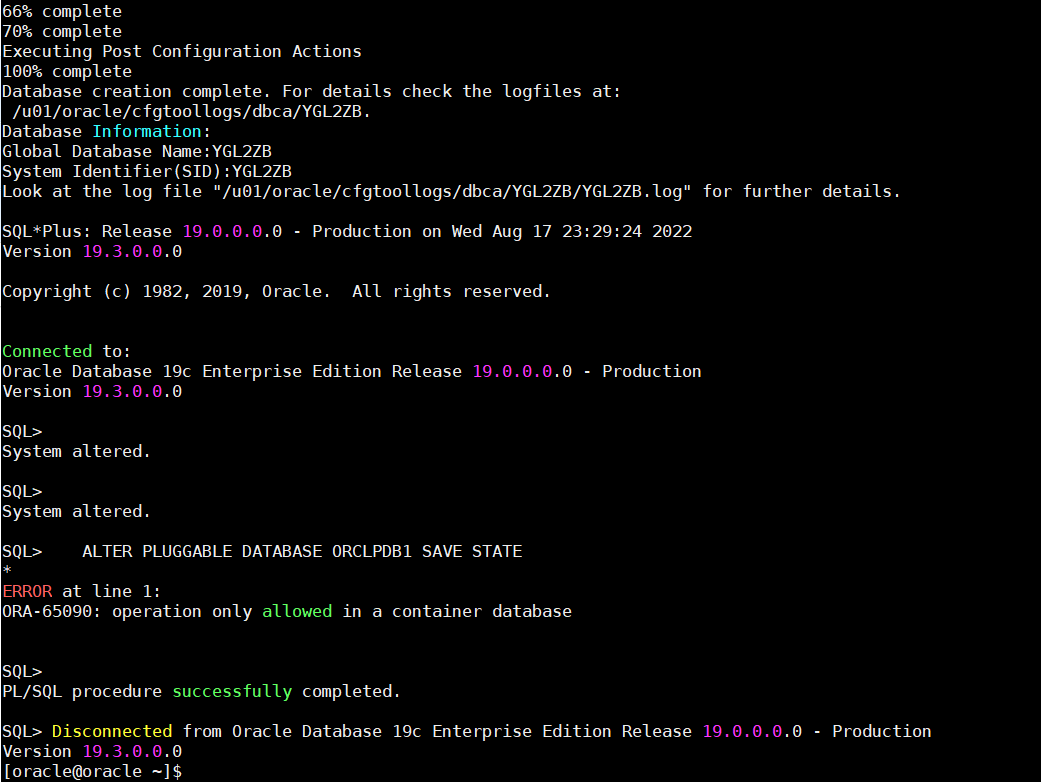 66% complete
70% complete
Executing Post Configuration Actions
100% complete
Database creation complete. For details check the logfiles at:
 /u01/oracle/cfgtoollogs/dbca/YGL2ZB.
Database Information:
Global Database Name:YGL2ZB
System Identifier(SID):YGL2ZB
Look at the log file "/u01/oracle/cfgtoollogs/dbca/YGL2ZB/YGL2ZB.log" for further details.
SQL*Plus: Release 19.0.0.0.0 - Production on Wed Aug 17 23:29:24 2022
Version 19.3.0.0.0
Copyright (c) 1982, 2019, Oracle.  All rights reserved.
Connected to:
Oracle Database 19c Enterprise Edition Release 19.0.0.0.0 - Production
Version 19.3.0.0.0
SQL>
System altered.
SQL>
System altered.
SQL>    ALTER PLUGGABLE DATABASE ORCLPDB1 SAVE STATE
*
ERROR at line 1:
ORA-65090: operation only allowed in a container database
SQL>
PL/SQL procedure successfully completed.
SQL> Disconnected from Oracle Database 19c Enterprise Edition Release 19.0.0.0.0 - Production
Version 19.3.0.0.0
[oracle@oracle ~]$